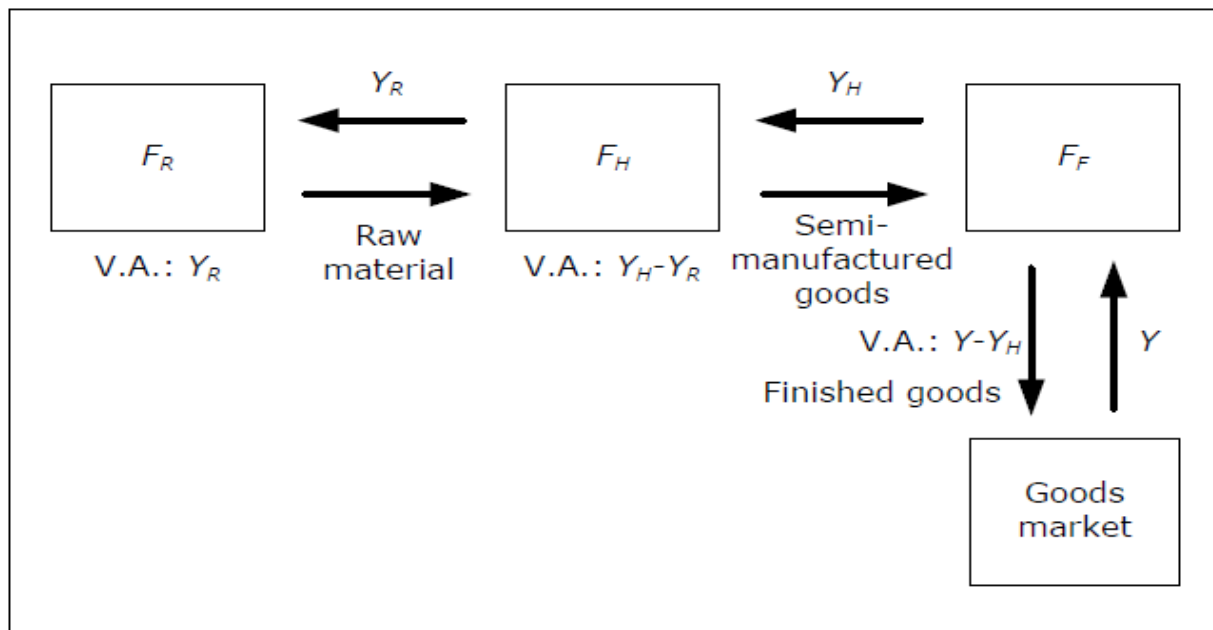 Y_R
Y_H
F_R
F_H
F_F
Raw
material
Semi-
manufactured
goods
V.A.: Y_R
V.A.: Y_H-Y_R
V.A.: Y-Y_H
Y
Finished goods
Goods
market